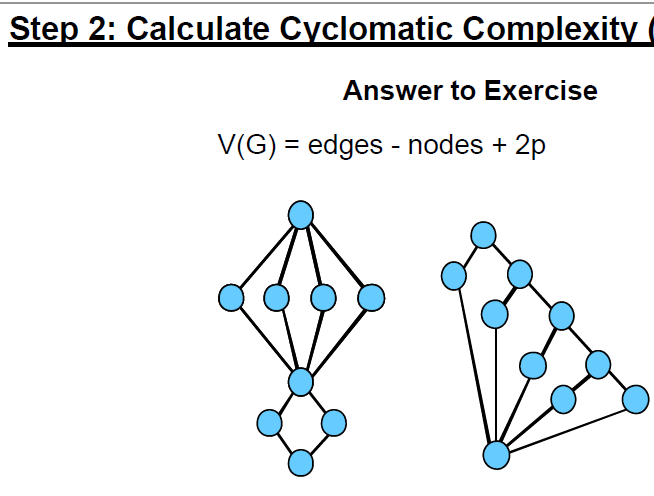 Step 2: Calculate Cyclomatic Complexity (
Answer to Exercise
V(G) = edges - nodes + 2p